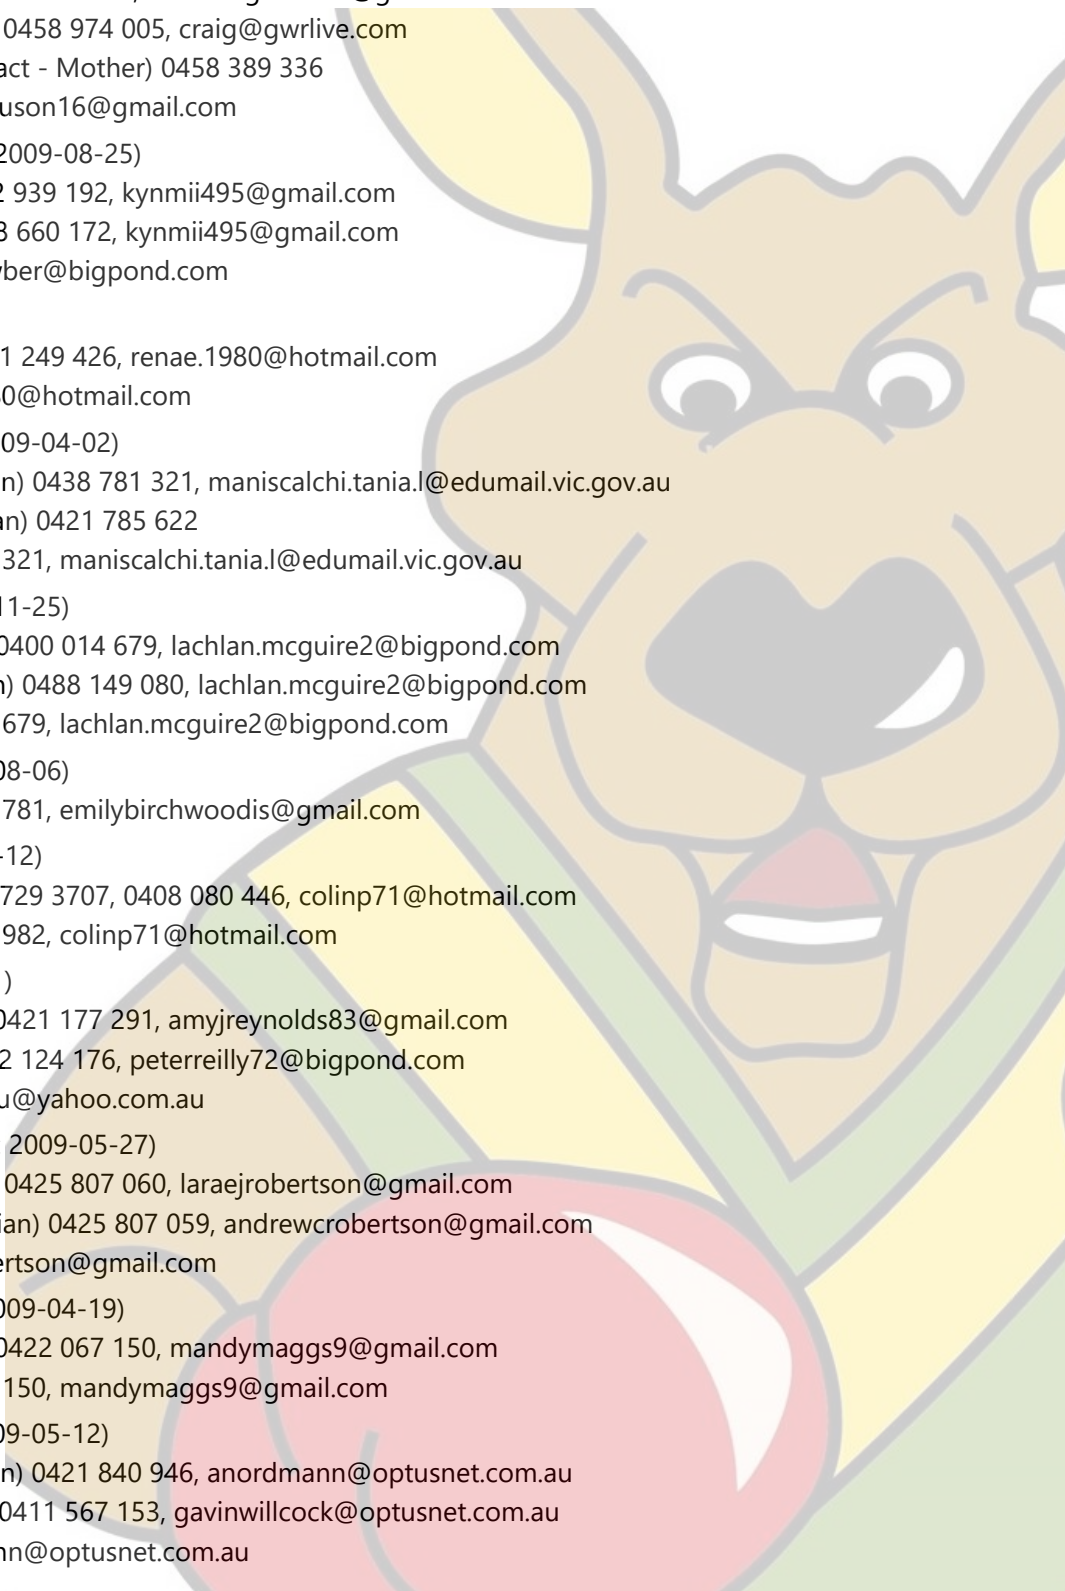 0458 974 005, craig@gwrlive.com
act - Mother) 0458 389 336
uson16@gmail.com
2009-08-25)
2 939 192, kynmii495@gmail.com
3 660 172, kynmii495@gmail.com
ber@bigpond.com
1 249 426, renae.1980@hotmail.com
0@hotmail.com
09-04-02)
n) 0438 781 321, maniscalchi.tania.l@edumail.vic.gov.au
an) 0421 785 622
321, maniscalchi.tania.l@edumail.vic.gov.au
11-25)
0400 014 679, lachlan.mcguire2@bigpond.com
n) 0488 149 080, lachlan.mcguire2@bigpond.com
679, lachlan.mcguire2@bigpond.com
08-06)
781, emilybirchwoodis@gmail.com
-12)
729 3707, 0408 080 446, colinp71@hotmail.com
982, colinp71@hotmail.com
)
0421 177 291, amyjreynolds83@gmail.com
2 124 176, peterreilly72@bigpond.com
u@yahoo.com.au
2009-05-27)
0425 807 060, laraejrobertson@gmail.com
ian) 0425 807 059, andrewcrobertson@gmail.com
ertson@gmail.com
009-04-19)
0422 067 150, mandymaggs9@gmail.com
150, mandymaggs9@gmail.com
09-05-12)
n) 0421 840 946, anordmann@optusnet.com.au
0411 567 153, gavinwillcock@optusnet.com.au
nn@optusnet.com.au